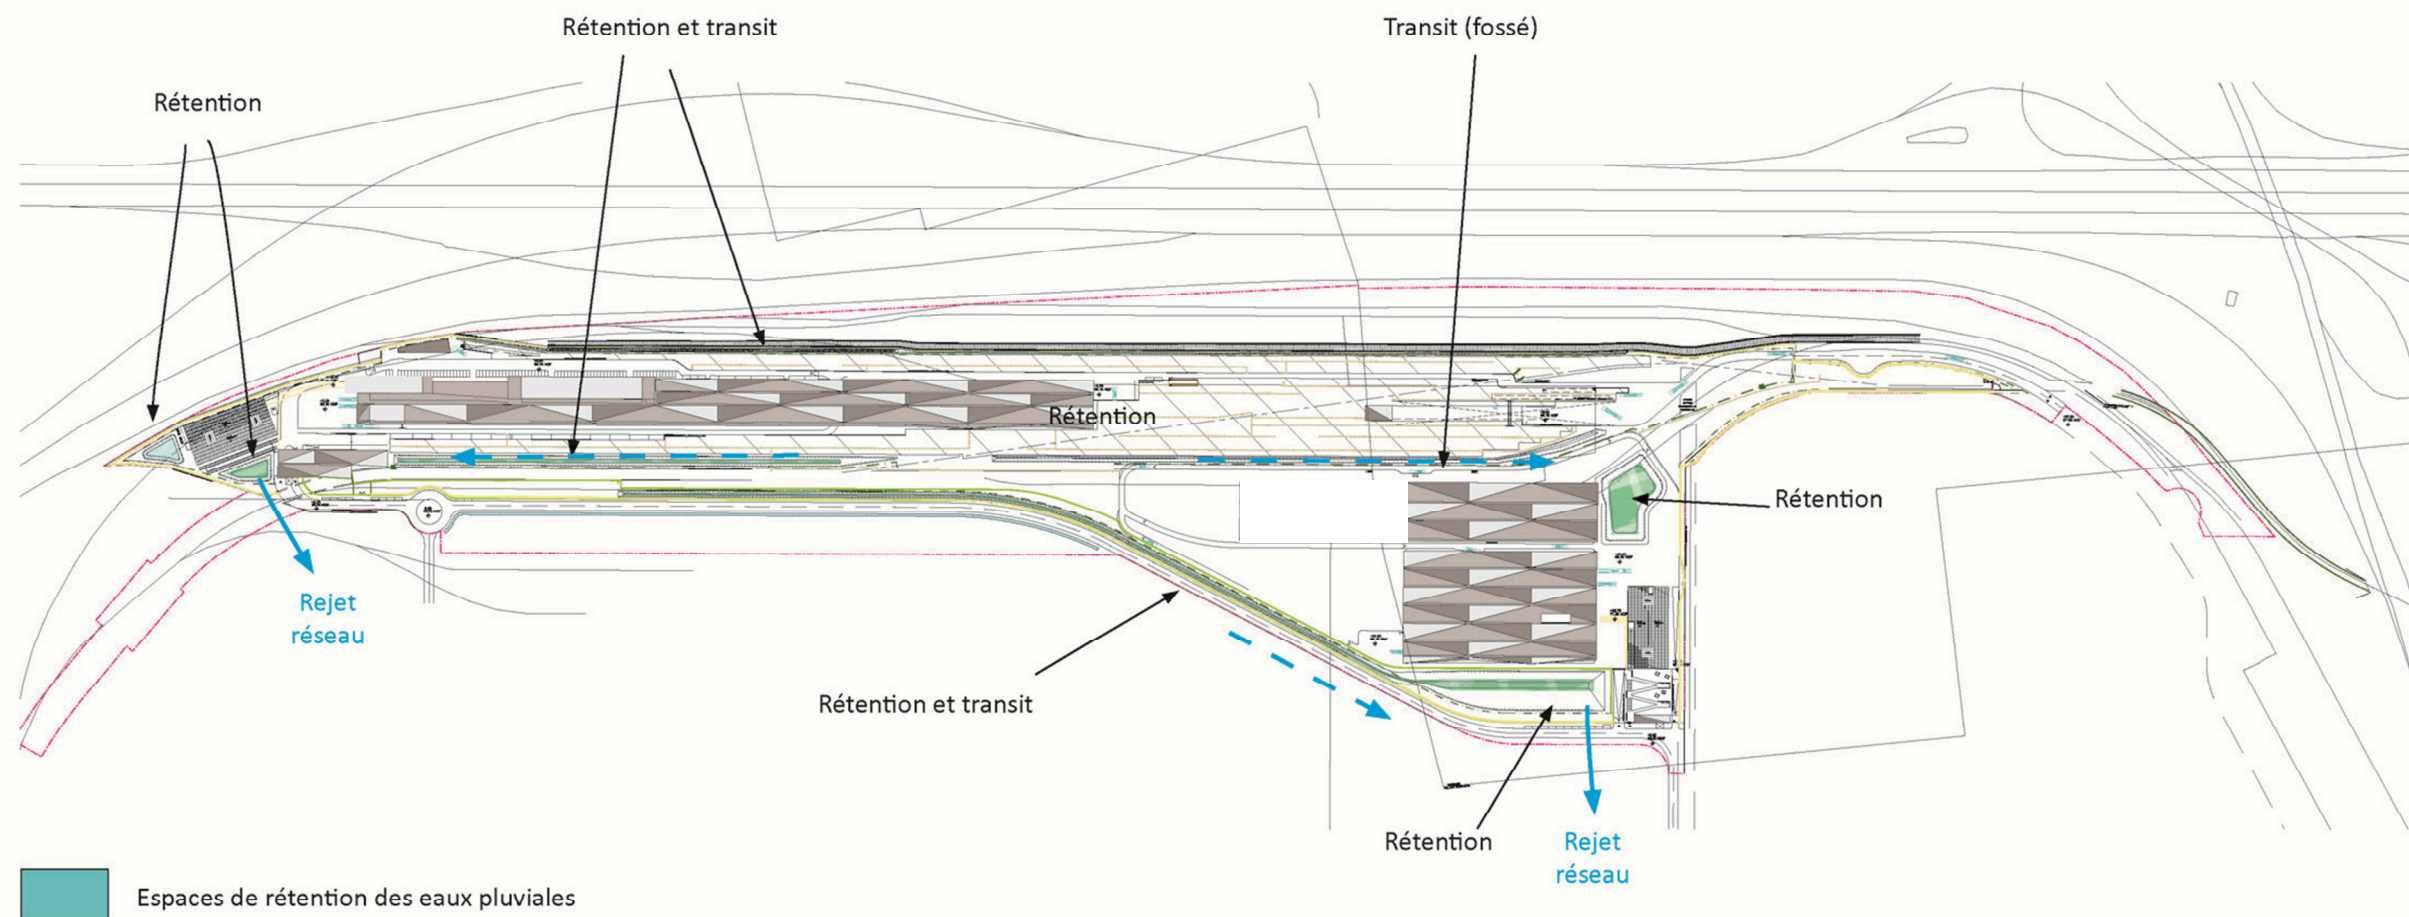 Rétention et transit
Transit (fossé)
Rétention
Rétention
Rétention
Rejet
réseau
Rétention et transit
Rétention
Rejet
réseau
Espaces de rétention des eaux pluviales